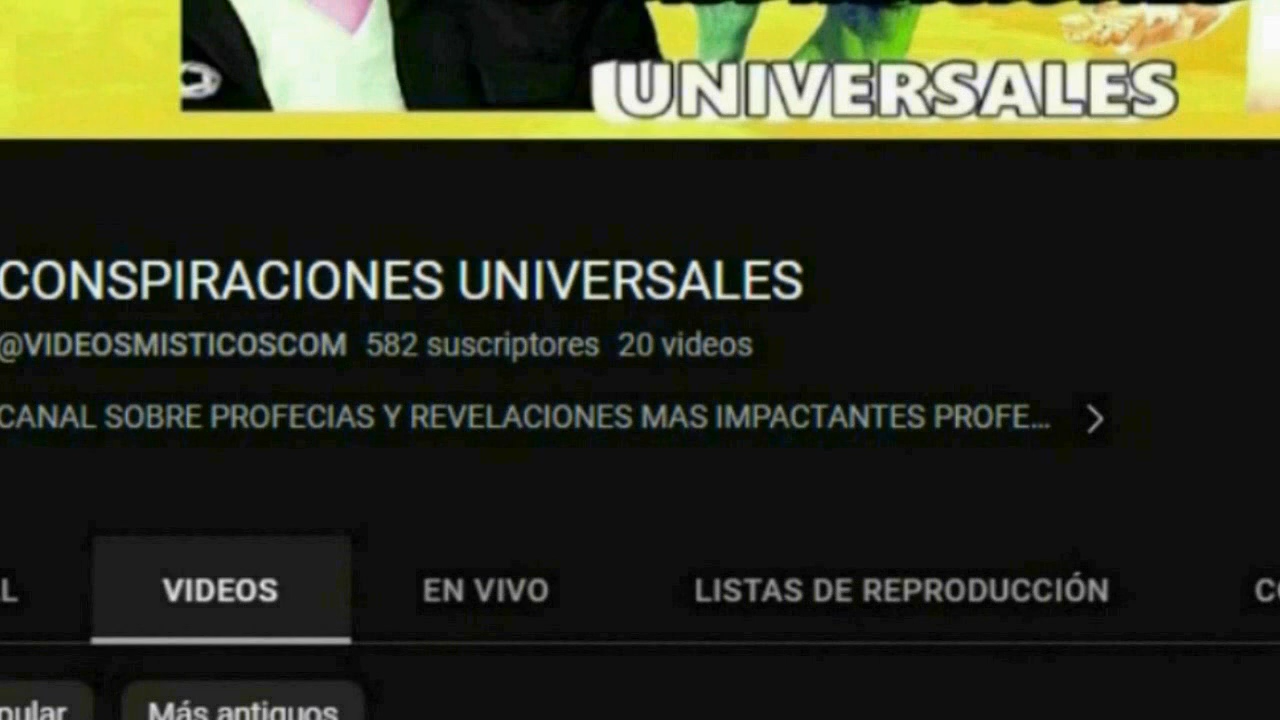 UNIVERSALES
CONSPIRACIONES UNIVERSALES
@VIDEOSMISTICOSCOM 582 suscriptores 20 videos
CANAL SOBRE PROFECIAS Y REVELACIONES MAS IMPACTANTES PROFE...
VIDEOS EN VIVO LISTAS DE REPRODUCCIÓN
Más antiguos